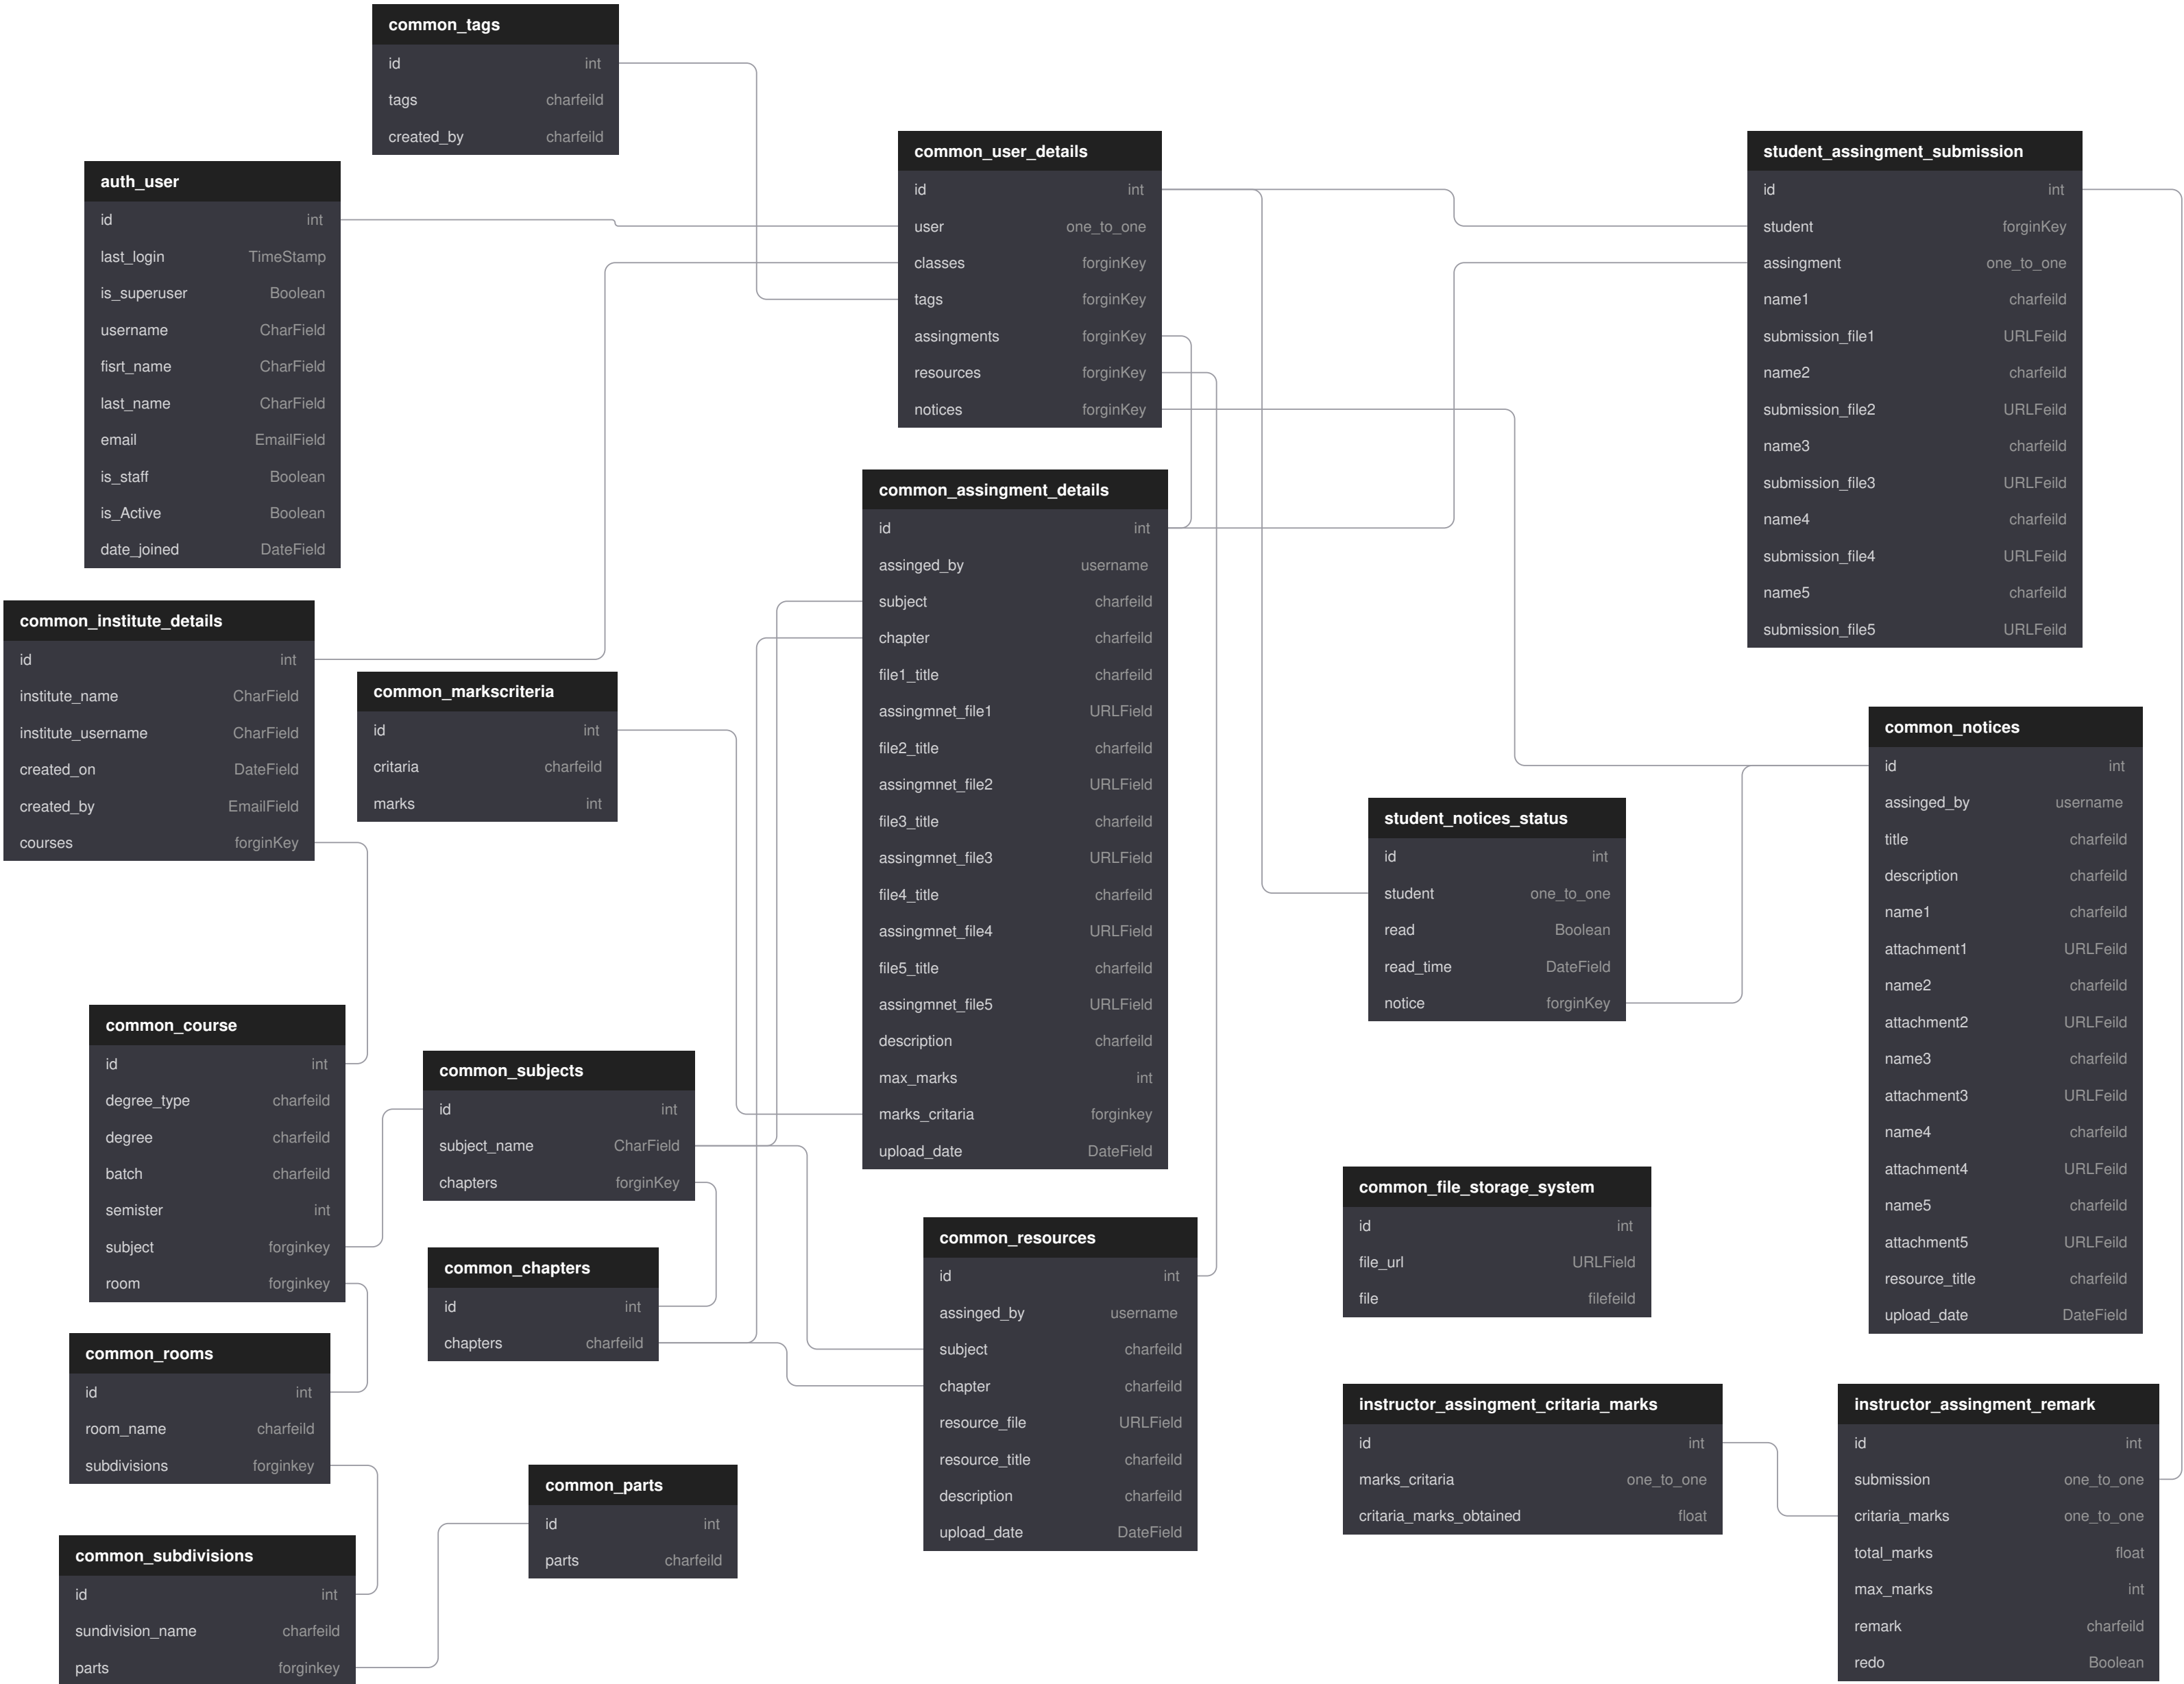 common_tags
id int
tags charfeild
created_by charfeild
auth_user
id int
last_login TimeStamp
is_superuser Boolean
username CharField
fisrt_name CharField
last_name CharField
email EmailField
is_staff Boolean
is_Active Boolean
date_joined DateField
common_user_details
id int
user one_to_one
classes forginKey
tags forginKey
assingments forginKey
resources forginKey
notices forginKey
student_assingment_submission
id int
student forginKey
assingment one_to_one
name1 charfeild
submission_file1 URLFeild
name2 charfeild
submission_file2 URLFeild
name3 charfeild
submission_file3 URLFeild
name4 charfeild
submission_file4 URLFeild
name5 charfeild
submission_file5 URLFeild
common_institute_details
id int
institute_name CharField
institute_username CharField
created_on DateField
created_by EmailField
courses forginKey
common_markscriteria
id int
critaria charfeild
marks int
common_assingment_details
id int
assinged_by username
subject charfeild
chapter charfeild
file1_title charfeild
assingmnet_file1 URLField
file2_title charfeild
assingmnet_file2 URLField
file3_title charfeild
assingmnet_file3 URLField
file4_title charfeild
assingmnet_file4 URLField
file5_title charfeild
assingmnet_file5 URLField
description charfeild
max_marks int
marks_critaria forginkey
upload_date DateField
student_notices_status
id int
student one_to_one
read Boolean
read_time DateField
notice forginKey
common_notices
id int
assinged_by username
title charfeild
description charfeild
name1 charfeild
attachment1 URLFeild
name2 charfeild
attachment2 URLFeild
name3 charfeild
attachment3 URLFeild
name4 charfeild
attachment4 URLFeild
name5 charfeild
attachment5 URLFeild
resource_title charfeild
upload_date DateField
common_course
id int
degree_type charfeild
degree charfeild
batch charfeild
semister int
subject forginkey
room forginkey
common_subjects
id int
subject_name CharField
chapters forginKey
common_chapters
id int
chapters charfeild
common_resources
id int
assinged_by username
subject charfeild
chapter charfeild
resource_file URLField
resource_title charfeild
description charfeild
upload_date DateField
common_file_storage_system
id int
file_url URLField
file filefeild
common_rooms
id int
room_name charfeild
subdivisions forginkey
common_parts
id int
parts charfeild
common_subdivisions
id int
sundivision_name charfeild
parts forginkey
instructor_assingment_critaria_marks
id int
marks_critaria one_to_one
critaria_marks_obtained float
instructor_assingment_remark
id int
submission one_to_one
critaria_marks one_to_one
total_marks float
max_marks int
remark charfeild
redo Boolean